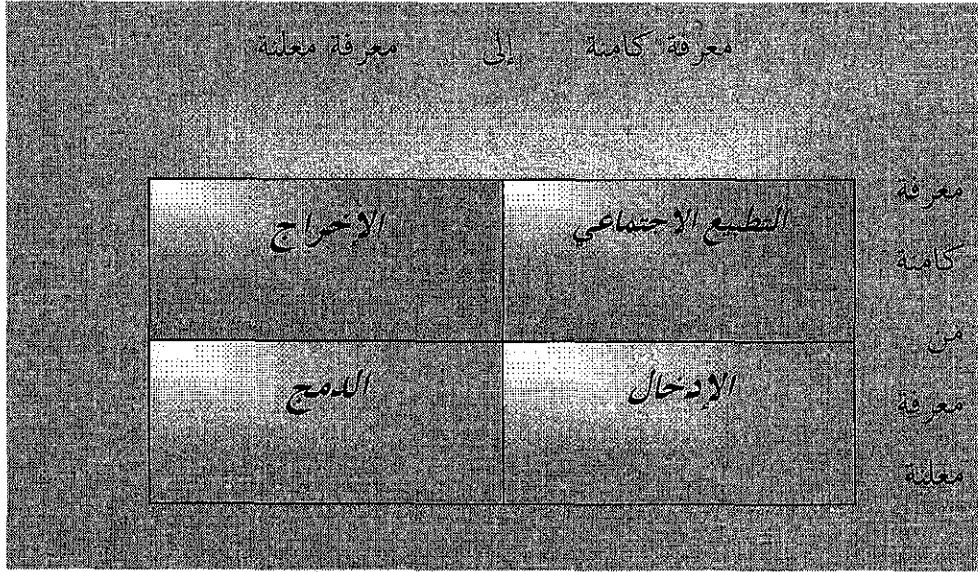 معرفة كامنة إلى معرفة معلنة
معرفة
كامنة
من
معرفة
معلنة
التطبيع الاجتماعي
الإخراج
الإدخال
الدمج